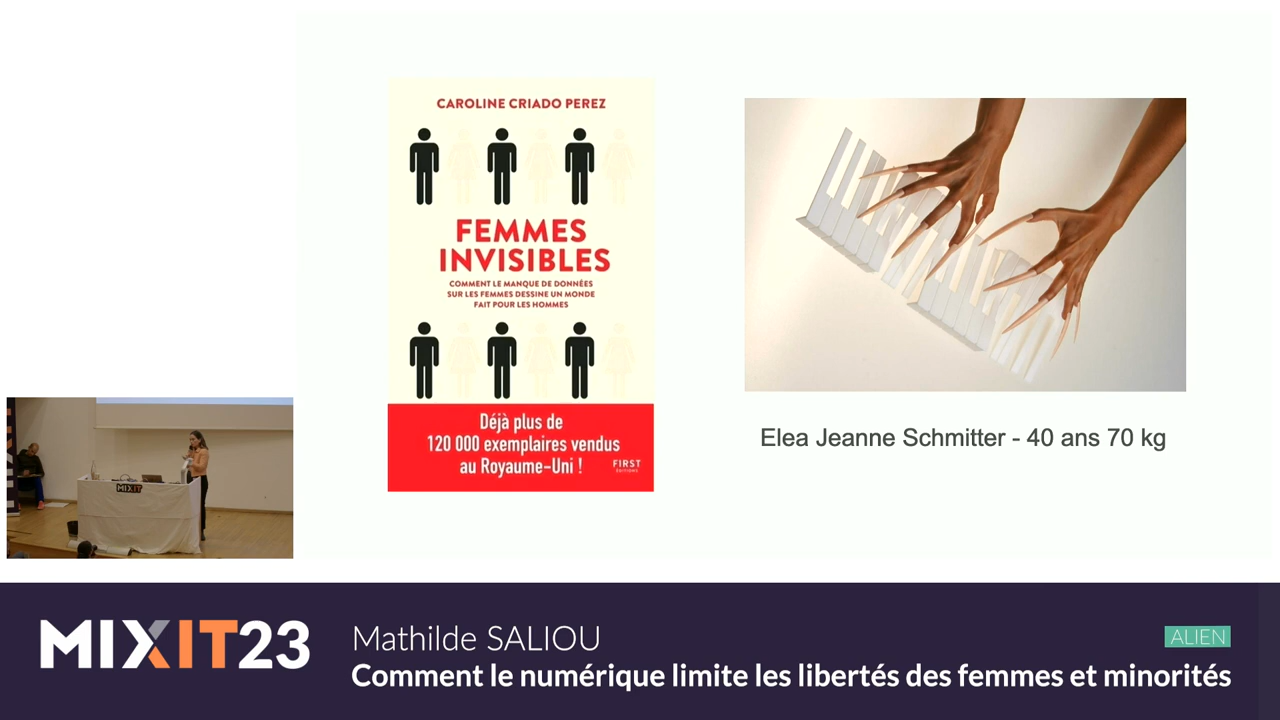 CAROLINE CRIADO PEREZ
FEMMES
INVISIBLES
COMMENT LE MANQUE DE DONNÉES
SUR LES FEMMES DESSINE UN MONDE
FAIT POUR LES HOMMES
Déjà plus de
120 000 exemplaires vendus
au Royaume-Uni !
FIRST
ÉDITIONS
Elea Jeanne Schmitter - 40 ans 70 kg
MIXIT
MIXIT23
Mathilde SALIOU
ALIEN
Comment le numérique limite les libertés des femmes et minorités